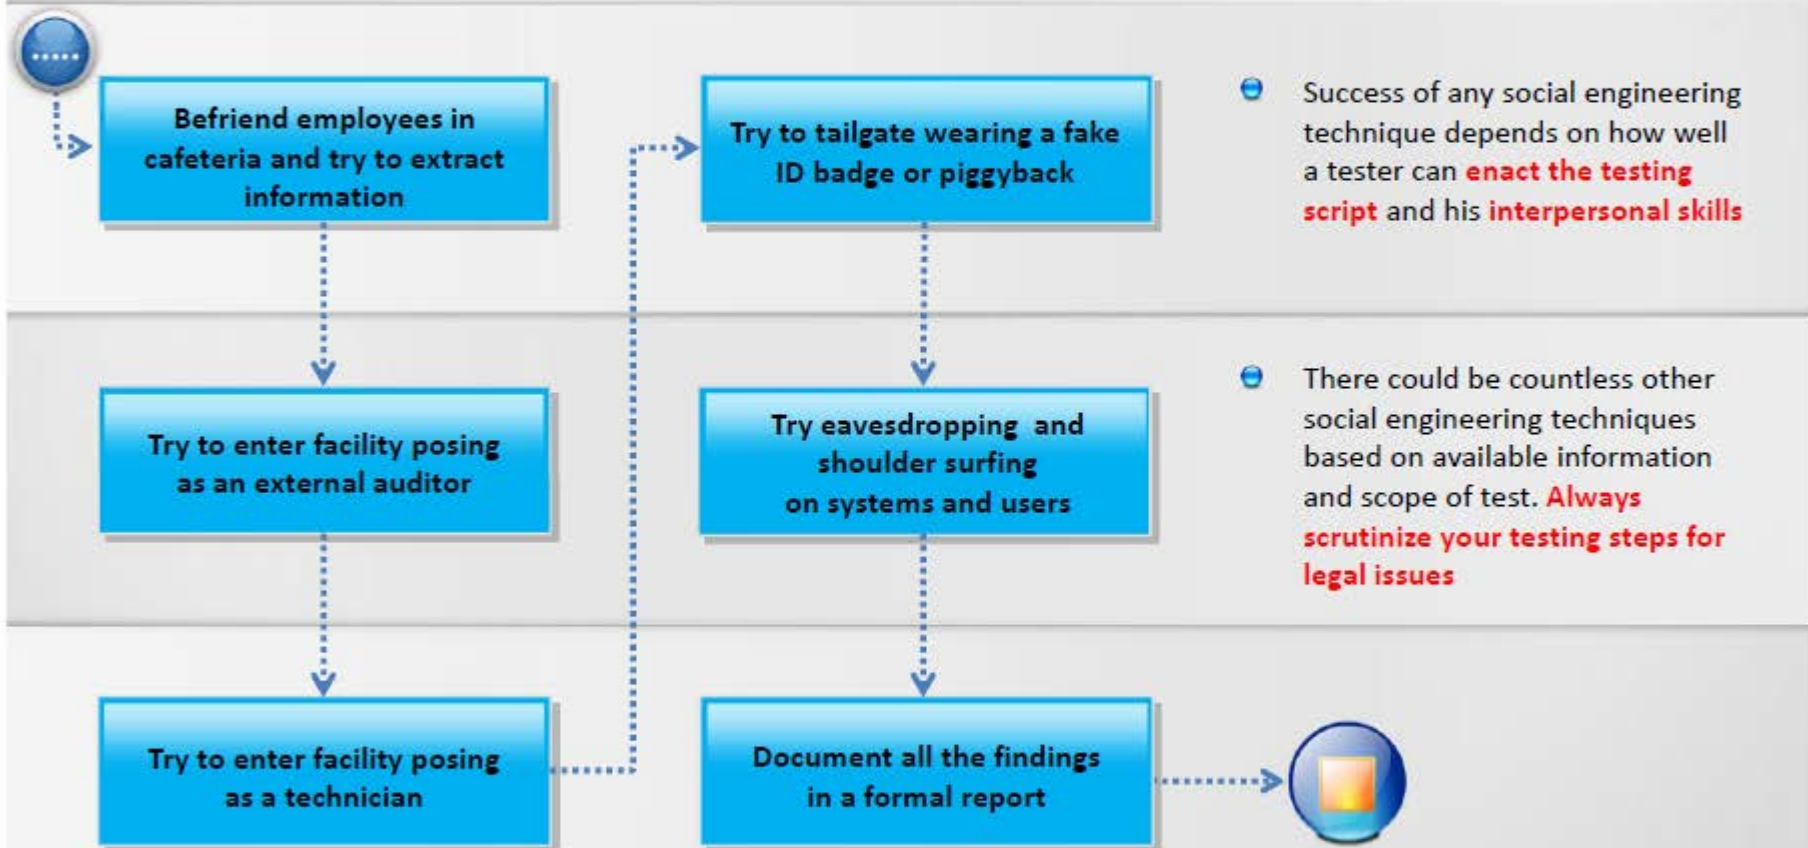 Befriend employees in
cafeteria and try to extract
information
Try to enter facility posing
as an external auditor
Try to enter facility posing
as a technician
Try to tailgate wearing a fake
ID badge or piggyback
Try eavesdropping and
shoulder surfing
on systems and users
Document all the findings
in a formal report
Success of any social engineering
technique depends on how well
a tester can enact the testing
script and his interpersonal skills
There could be countless other
social engineering techniques
based on available information
and scope of test. Always
scrutinize your testing steps for
legal issues